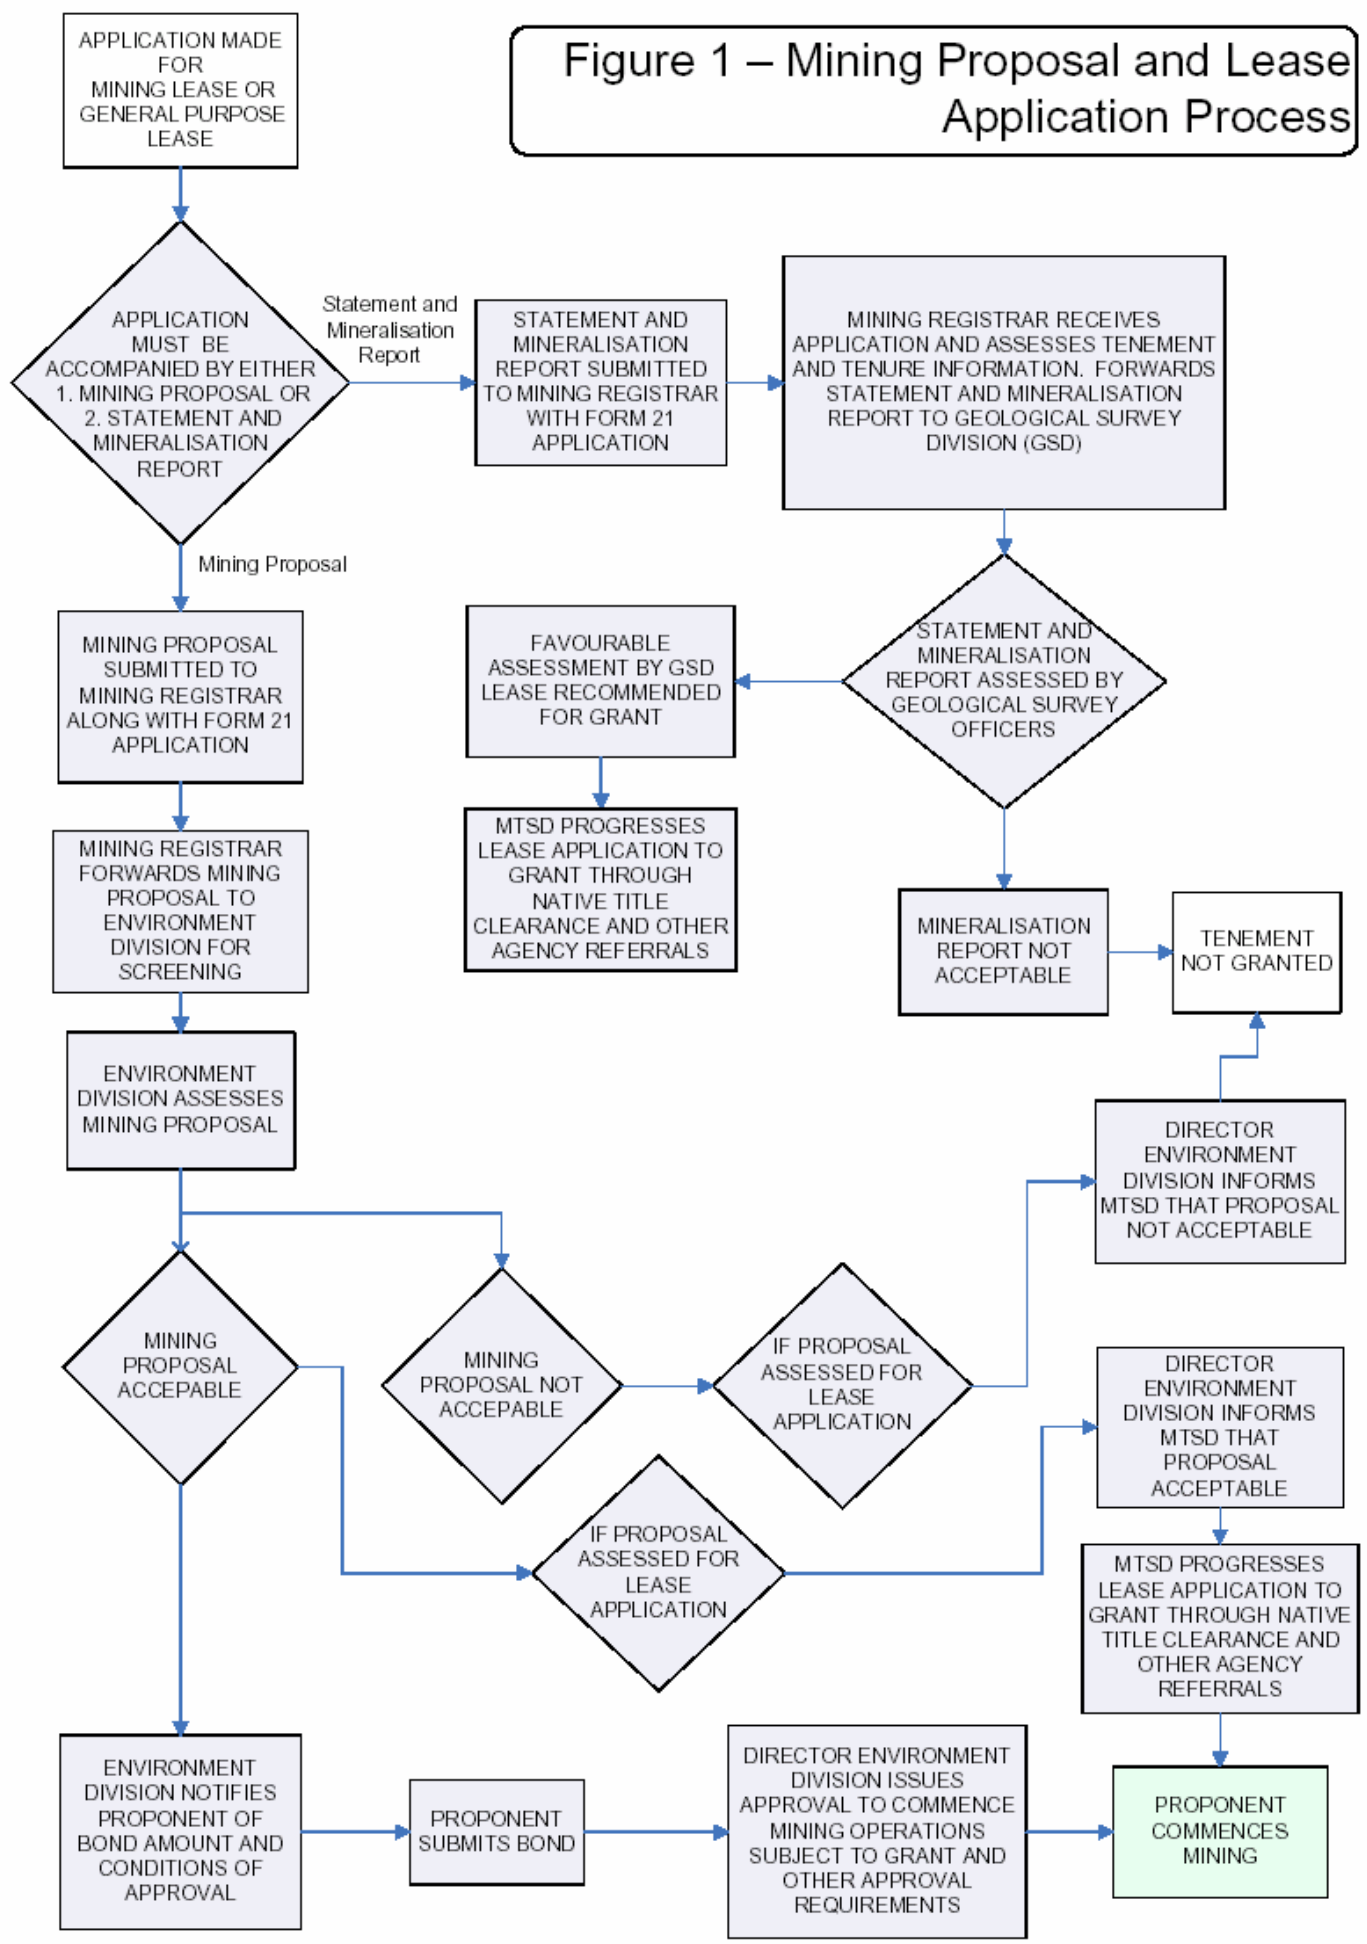 Figure 1 – Mining Proposal and Lease
Application Process
APPLICATION MADE
FOR
MINING LEASE OR
GENERAL PURPOSE
LEASE
APPLICATION
MUST BE
ACCOMPANIED BY EITHER
1. MINING PROPOSAL OR
2. STATEMENT AND
MINERALISATION
REPORT
Statement and
Mineralisation
Report
STATEMENT AND
MINERALISATION
REPORT SUBMITTED
TO MINING REGISTRAR
WITH FORM 21
APPLICATION
MINING REGISTRAR RECEIVES
APPLICATION AND ASSESSES TENEMENT
AND TENURE INFORMATION. FORWARDS
STATEMENT AND MINERALISATION
REPORT TO GEOLOGICAL SURVEY
DIVISION (GSD)
Mining Proposal
MINING PROPOSAL
SUBMITTED TO
MINING REGISTRAR
ALONG WITH FORM 21
APPLICATION
FAVOURABLE
ASSESSMENT BY GSD
LEASE RECOMMENDED
FOR GRANT
STATEMENT AND
MINERALISATION
REPORT ASSESSED BY
GEOLOGICAL SURVEY
OFFICERS
MTSD PROGRESSES
LEASE APPLICATION TO
GRANT THROUGH
NATIVE TITLE
CLEARANCE AND OTHER
AGENCY REFERRALS
MINING REGISTRAR
FORWARDS MINING
PROPOSAL TO
ENVIRONMENT
DIVISION FOR
SCREENING
MINERALISATION
REPORT NOT
ACCEPTABLE
TENEMENT
NOT GRANTED
ENVIRONMENT
DIVISION ASSESSES
MINING PROPOSAL
DIRECTOR
ENVIRONMENT
DIVISION INFORMS
MTSD THAT PROPOSAL
NOT ACCEPTABLE
MINING
PROPOSAL
ACCEPABLE
MINING
PROPOSAL NOT
ACCEPABLE
IF PROPOSAL
ASSESSED FOR
LEASE
APPLICATION
DIRECTOR
ENVIRONMENT
DIVISION INFORMS
MTSD THAT
PROPOSAL
ACCEPTABLE
IF PROPOSAL
ASSESSED FOR
LEASE
APPLICATION
MTSD PROGRESSES
LEASE APPLICATION TO
GRANT THROUGH NATIVE
TITLE CLEARANCE AND
OTHER AGENCY
REFERRALS
ENVIRONMENT
DIVISION NOTIFIES
PROPONENT OF
BOND AMOUNT AND
CONDITIONS OF
APPROVAL
PROPONENT
SUBMITS BOND
DIRECTOR ENVIRONMENT
DIVISION ISSUES
APPROVAL TO COMMENCE
MINING OPERATIONS
SUBJECT TO GRANT AND
OTHER APPROVAL
REQUIREMENTS
PROPONENT
COMMENCES
MINING